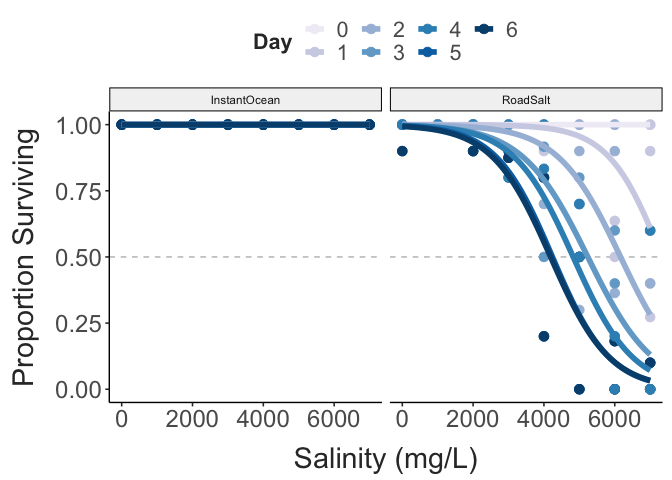 Day 0 2 4 6
1 3 5
InstantOcean RoadSalt
Proportion Surviving
1.00
0.75
0.50
0.25
0.00
0 2000 4000 6000 0 2000 4000 6000
Salinity (mg/L)